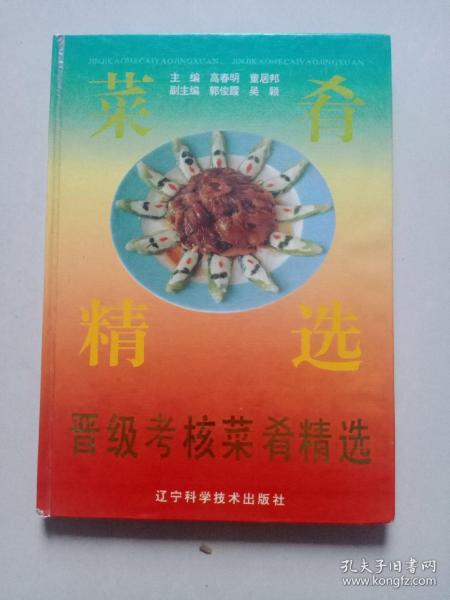 JINJIKAOHECAIYAOJINGXUAN JINJIKAOHECAIYAOJINGXUAN
主编 高春明 董居邦
副主编 郭俊霞 吴颖
菜肴
精选
晋级考核菜肴精选
辽宁科学技术出版社
孔夫子旧书网
www.kongfz.com